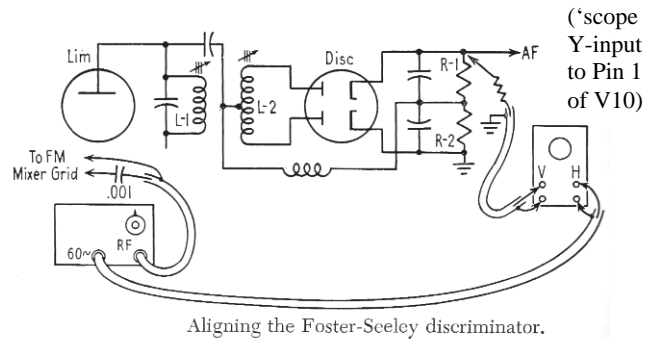 ('scope
Y-input
to Pin 1
of V10)
Lim
Disc
AF
R-1
L-1
L-2
R-2
To FM
Mixer Grid
.001
V H
RF
60~
Aligning the Foster-Seeley discriminator.